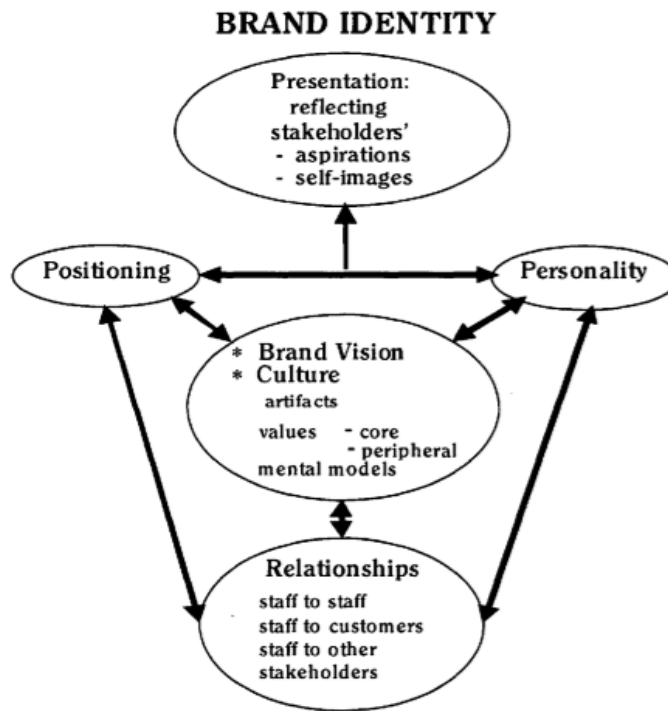 BRAND IDENTITY
Presentation:
reflecting
stakeholders'
- aspirations
- self-images
Positioning
Personality
* Brand Vision
* Culture
artifacts
values - core
- peripheral
mental models
Relationships
staff to staff
staff to customers
staff to other
stakeholders